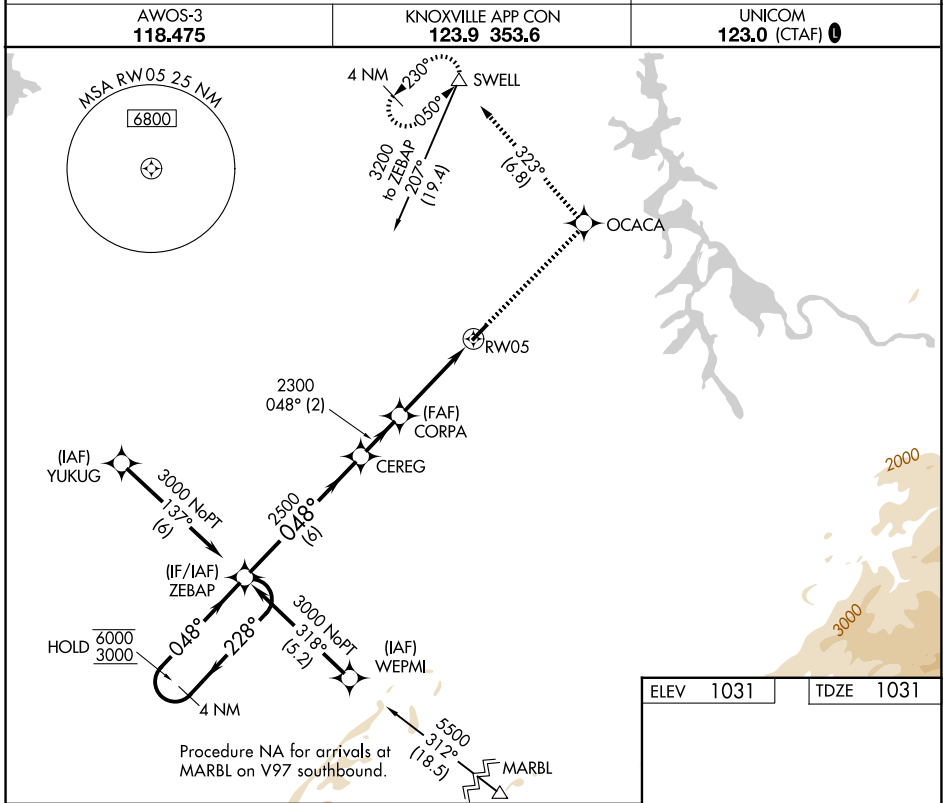 AWOS-3
118.475
KNOXVILLE APP CON
123.9 353.6
UNICOM
123.0 (CTAF) L
MSA RW05 25 NM
6800
4 NM
230°
050°
SWELL
3200
to ZEBAP
207°
(19.4)
323°
(6.8)
OCACA
RW05
2300
048° (2)
(FAF)
CORPA
CEREG
(IAF)
YUKUG
3000 NoPT
137°
(6)
2500
048°
(6)
(IF/IAF)
ZEBAP
2000
HOLD
6000
3000
048°
228°
4 NM
3000 NoPT
318°
(5.2)
(IAF)
WEPMI
3000
ELEV 1031
TDZE 1031
Procedure NA for arrivals at
MARBL on V97 southbound.
5500
312°
(18.5)
MARBL